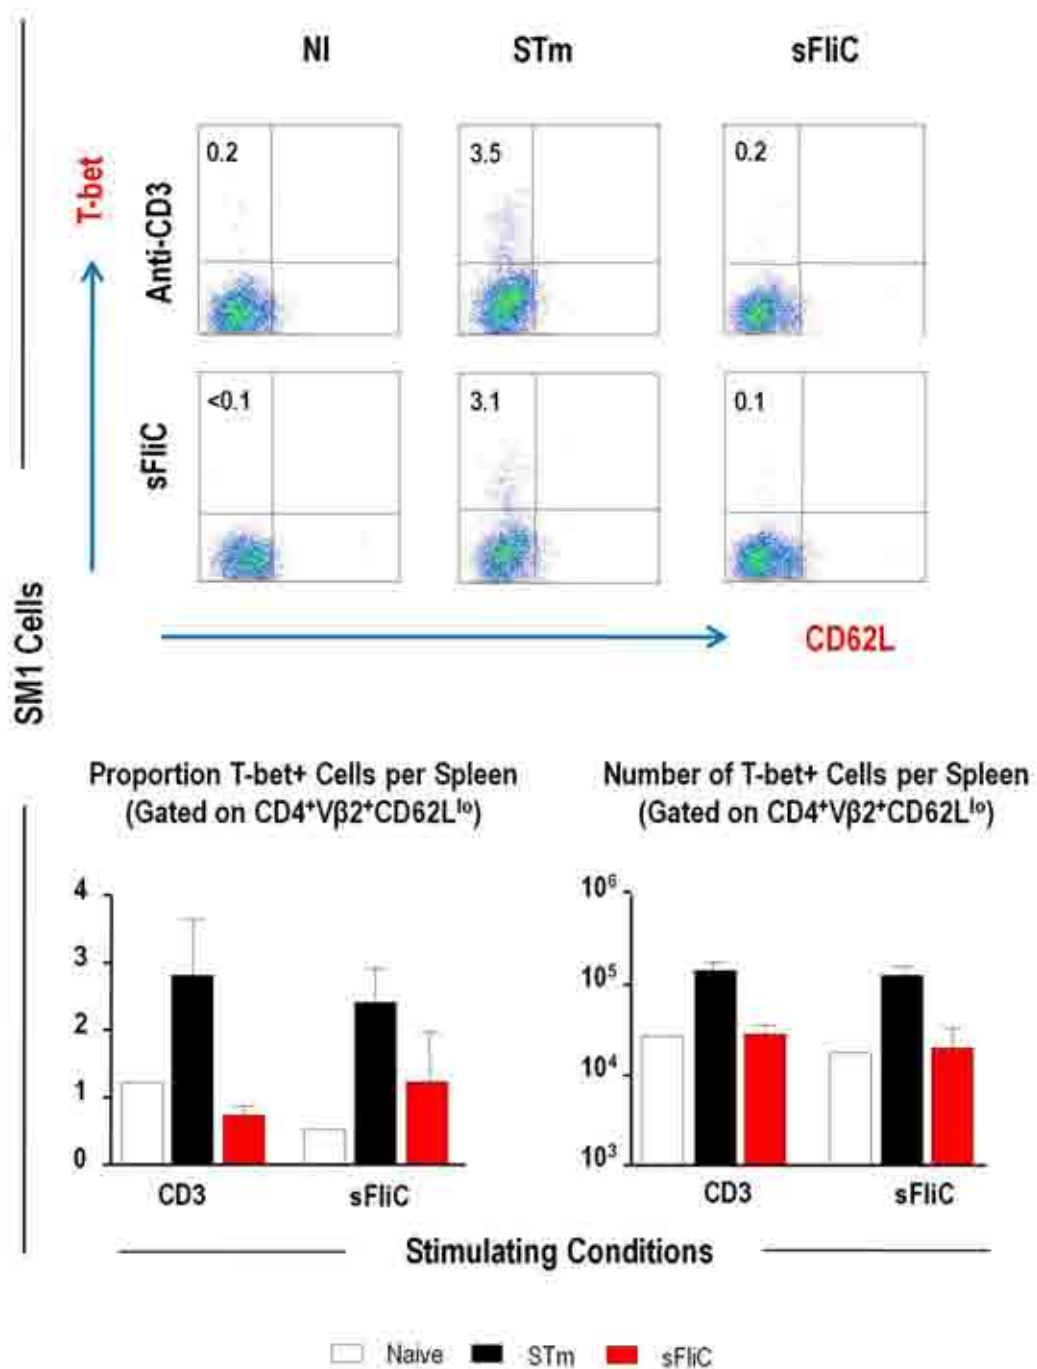 NI STm sFliC
T-bet
Anti-CD3
0.2 3.5 0.2
sFliC
<0.1 3.1 0.1
CD62L
SM1 Cells
Proportion T-bet+ Cells per Spleen
(Gated on CD4⁺Vβ2⁺CD62Lˡᵒ)
4
3
2
1
0
CD3 sFliC
Number of T-bet+ Cells per Spleen
(Gated on CD4⁺Vβ2⁺CD62Lˡᵒ)
10⁶
10⁵
10⁴
10³
CD3 sFliC
Stimulating Conditions
Naive STm sFliC